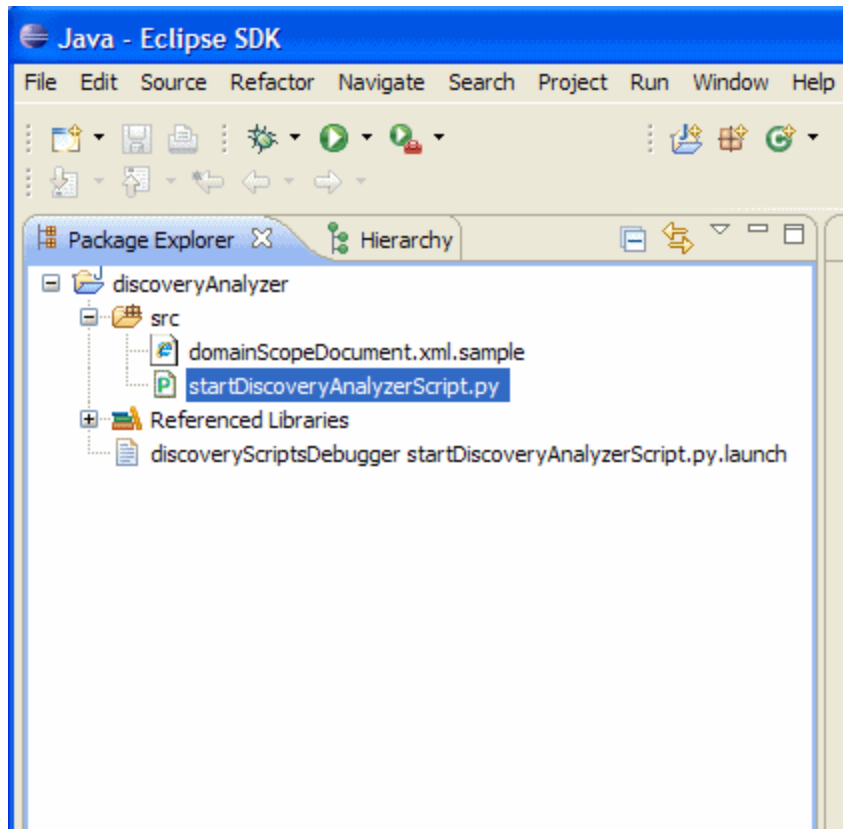 Java - Eclipse SDK
File Edit Source Refactor Navigate Search Project Run Window Help
Package Explorer Hierarchy
discoveryAnalyzer
src
domainScopeDocument.xml.sample
startDiscoveryAnalyzerScript.py
Referenced Libraries
discoveryScriptsDebugger startDiscoveryAnalyzerScript.py.launch